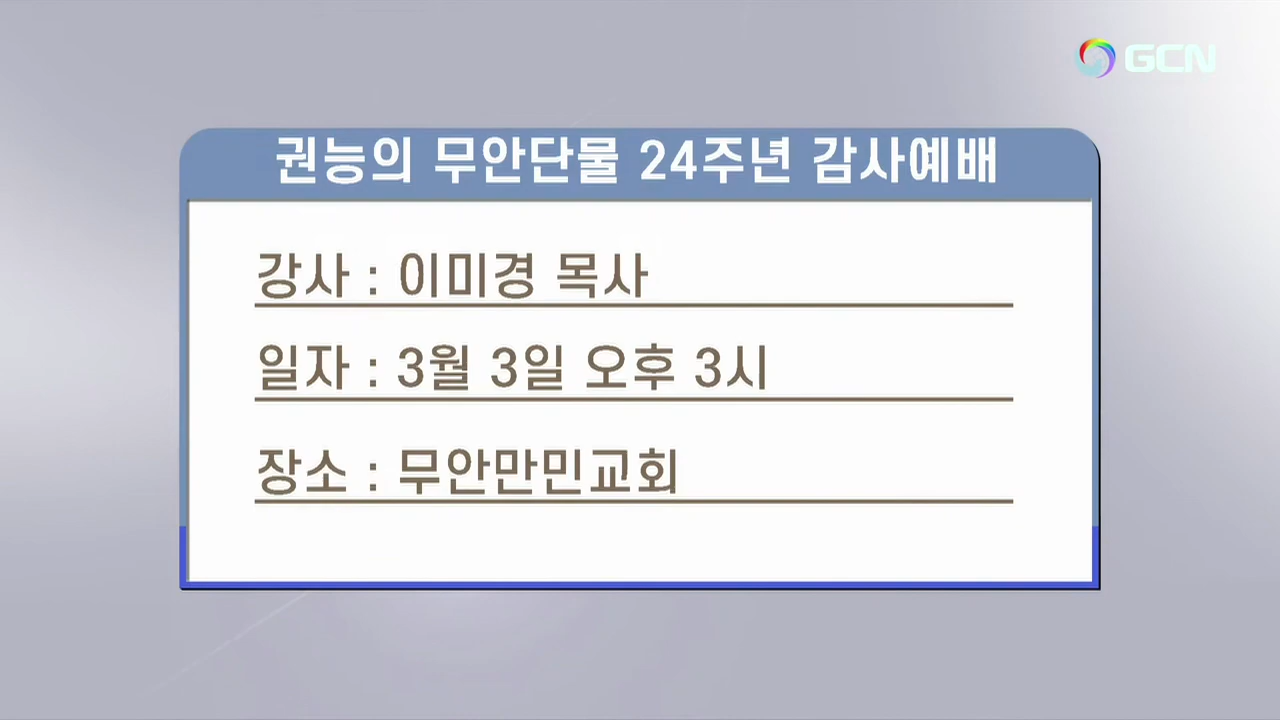 GCN
권능의 무안단물 24주년 감사예배
강사 : 이미경 목사
일자 : 3월 3일 오후 3시
장소 : 무안만민교회